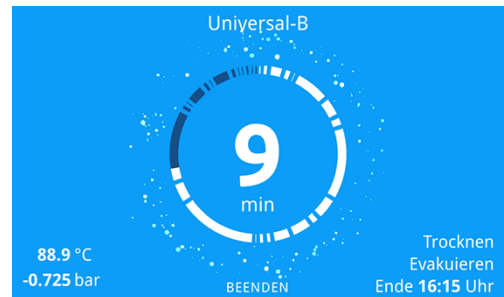 Universal-B
9
min
88.9 °C
-0.725 bar
BEENDEN
Trocknen
Evakuieren
Ende 16:15 Uhr